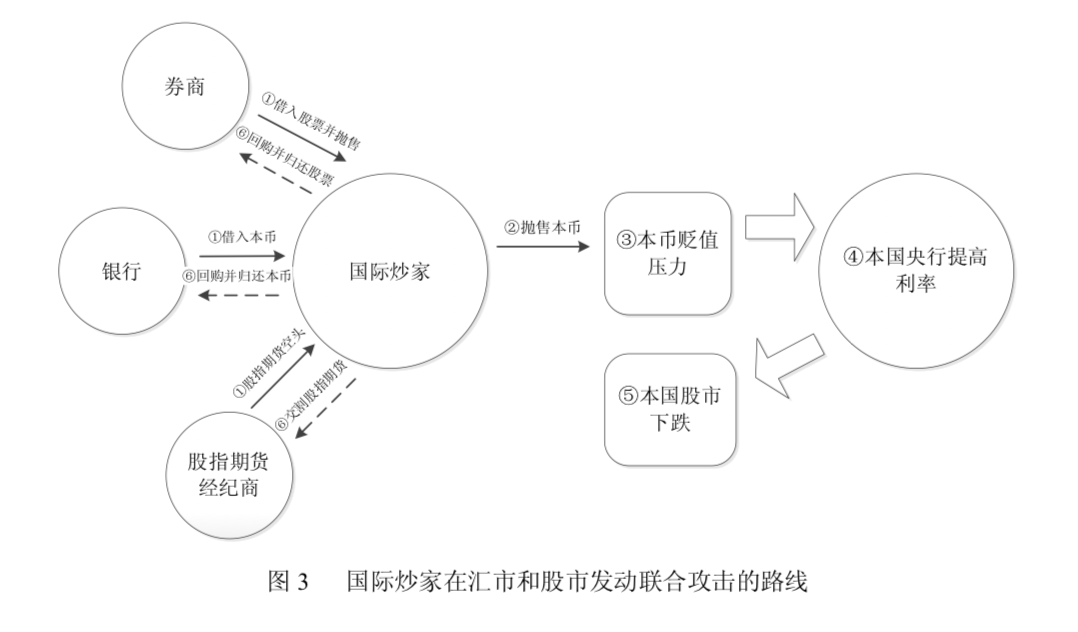 券商
①借入股票并抛售
⑥回购并归还股票
银行
①借入本币
⑥回购并归还本币
国际炒家
②抛售本币
③本币贬值
压力
④本国央行提高
利率
①股指期货空头
⑥交割股指期货
⑤本国股市
下跌
股指期货
经纪商
图 3 国际炒家在汇市和股市发动联合攻击的路线